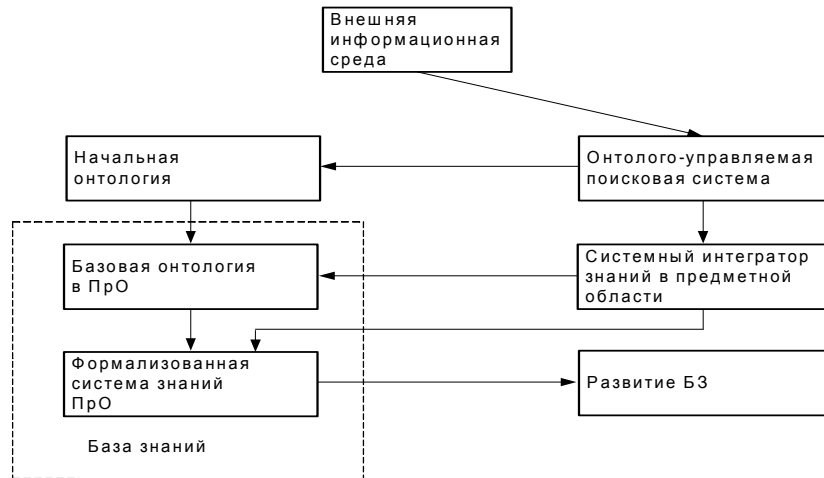 Внешняя
информационная
среда
Начальная
онтология
Онтолого-управляемая
поисковая система
Базовая онтология
в ПрО
Системный интегратор
знаний в предметной
области
Формализованная
система знаний
ПрО
Развитие БЗ
База знаний